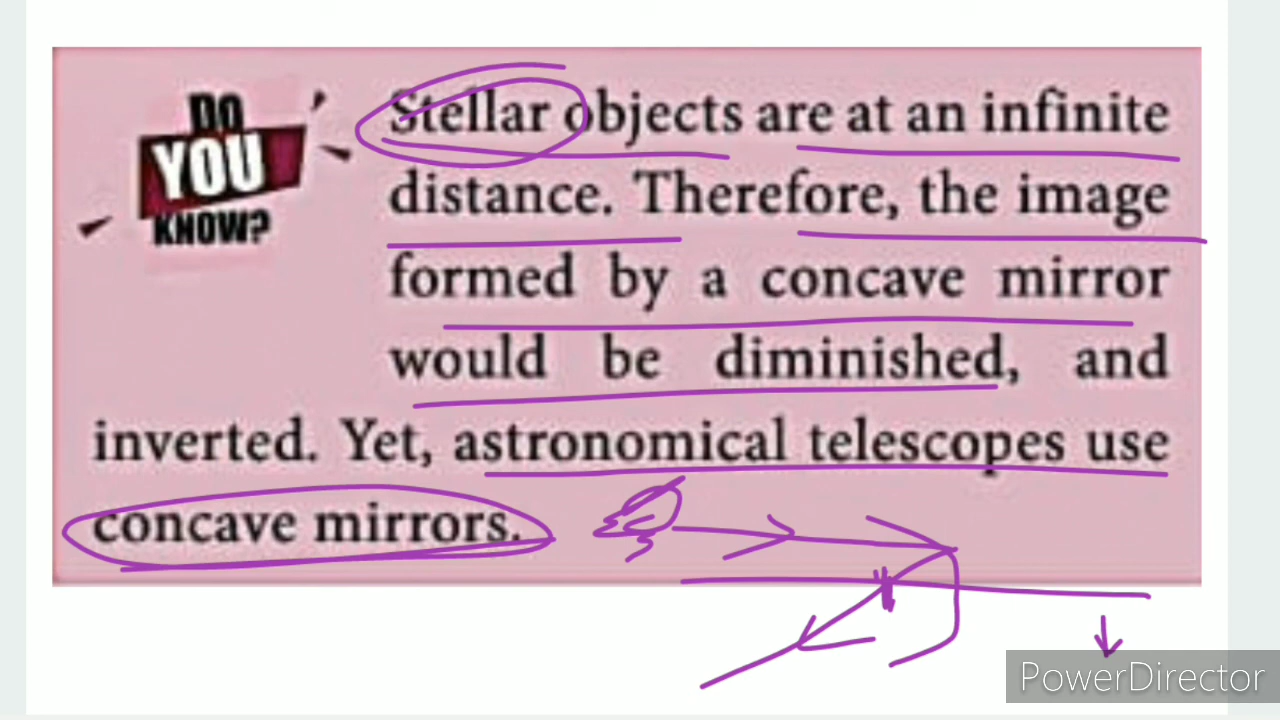 DO
YOU
KNOW?
Stellar objects are at an infinite
distance. Therefore, the image
formed by a concave mirror
would be diminished, and
inverted. Yet, astronomical telescopes use
concave mirrors.
PowerDirector